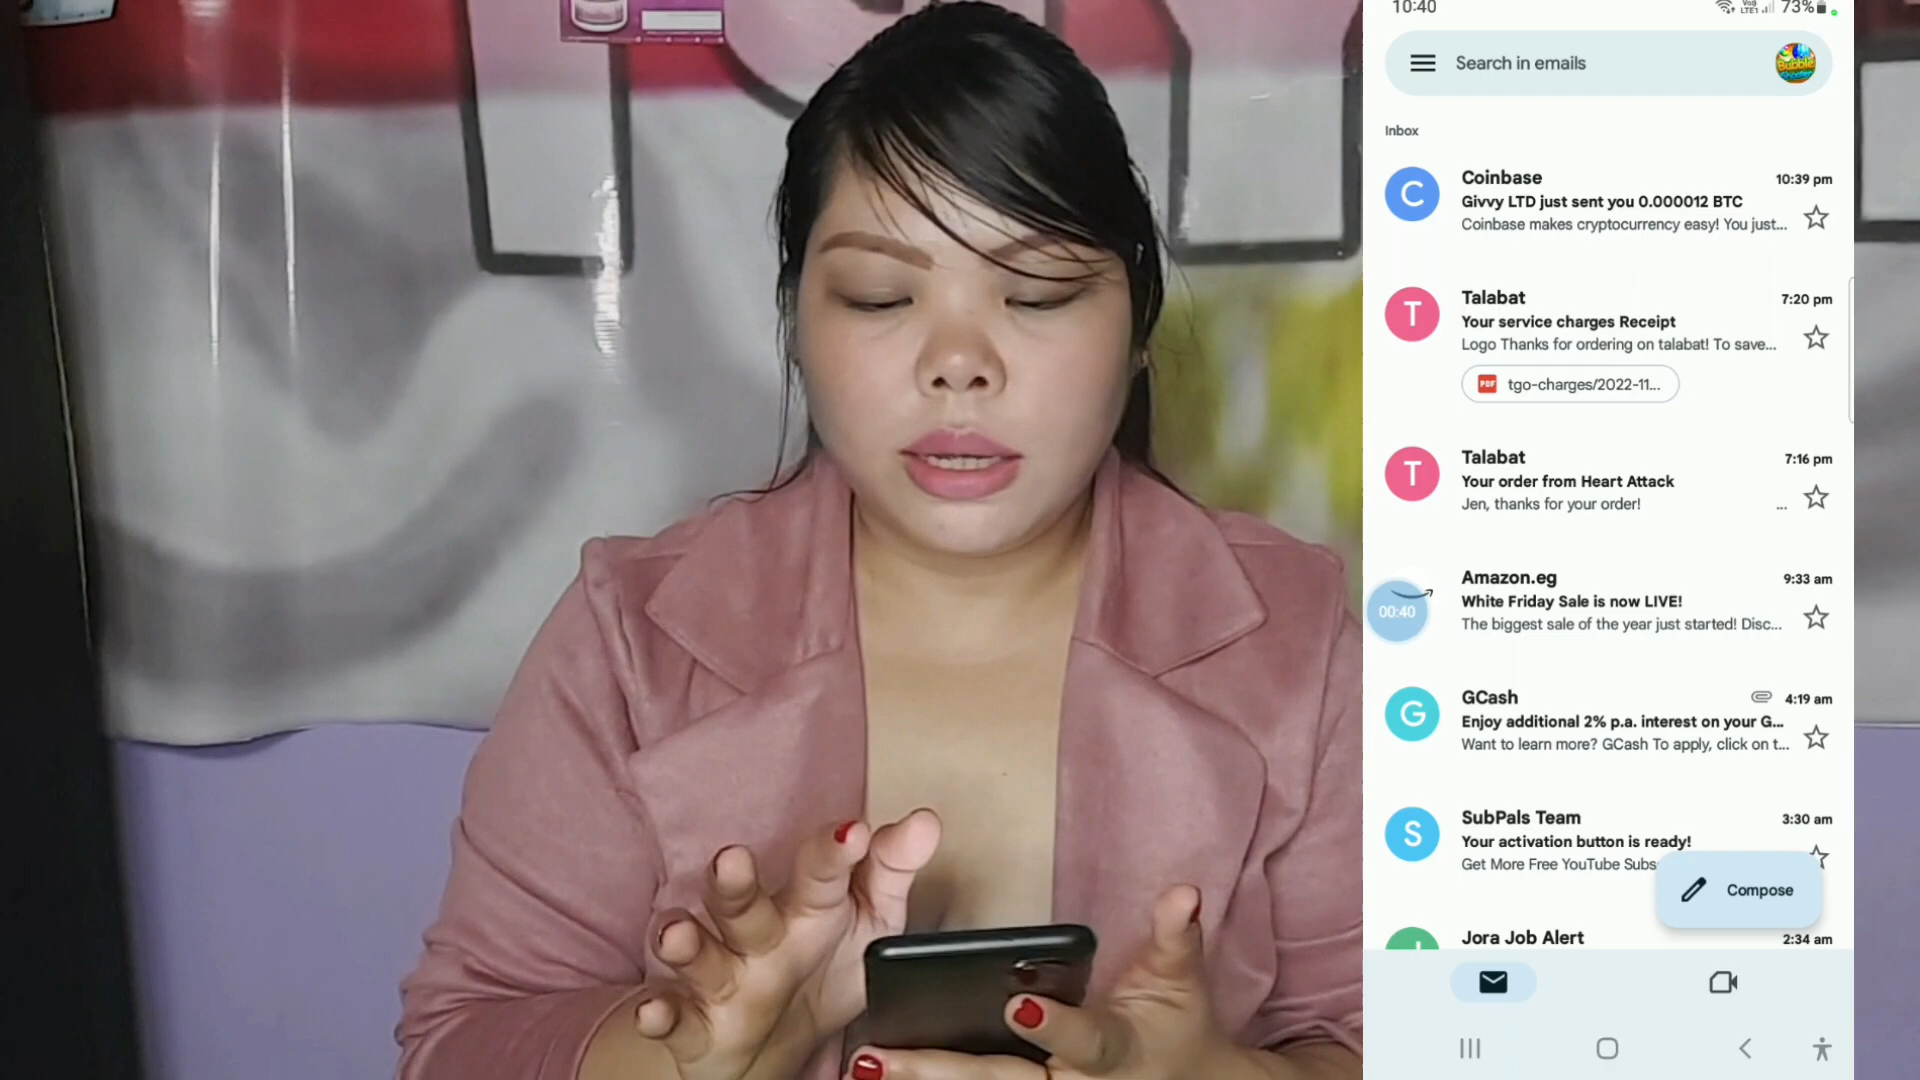 10:40
73%
Search in emails
Inbox
Coinbase
10:39 pm
Givvy LTD just sent you 0.000012 BTC
Coinbase makes cryptocurrency easy! You just...
Talabat
7:20 pm
Your service charges Receipt
Logo Thanks for ordering on talabat! To save...
PDF tgo-charges/2022-11...
Talabat
7:16 pm
Your order from Heart Attack
Jen, thanks for your order! ...
Amazon.eg
9:33 am
White Friday Sale is now LIVE!
The biggest sale of the year just started! Disc...
00:40
GCash
4:19 am
Enjoy additional 2% p.a. interest on your G...
Want to learn more? GCash To apply, click on t...
SubPals Team
3:30 am
Your activation button is ready!
Get More Free YouTube Subs
Compose
Jora Job Alert
2:34 am
C
T
T
G
S